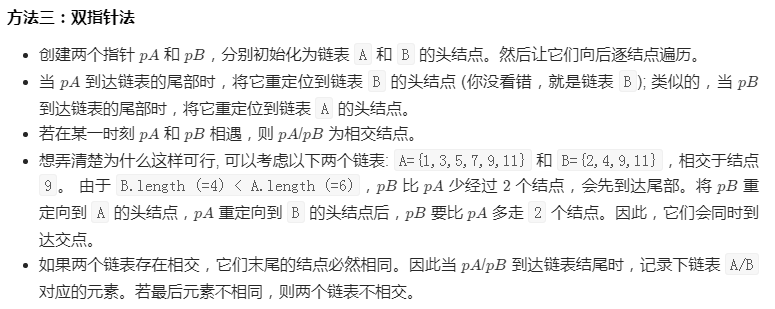 方法三：双指针法
• 创建两个指针 pA 和 pB，分别初始化为链表 A 和 B 的头结点。然后让它们向后逐结点遍历。
• 当 pA 到达链表的尾部时，将它重定位到链表 B 的头结点 (你没看错，就是链表 B ); 类似的，当 pB
到达链表的尾部时，将它重定位到链表 A 的头结点。
• 若在某一时刻 pA 和 pB 相遇，则 pA/pB 为相交结点。
• 想弄清楚为什么这样可行, 可以考虑以下两个链表: A={1,3,5,7,9,11} 和 B={2,4,9,11}，相交于结点
9。 由于 B.length (=4) < A.length (=6)，pB 比 pA 少经过 2 个结点，会先到达尾部。将 pB 重
定向到 A 的头结点，pA 重定向到 B 的头结点后，pB 要比 pA 多走 2 个结点。因此，它们会同时到
达交点。
• 如果两个链表存在相交，它们末尾的结点必然相同。因此当 pA/pB 到达链表结尾时，记录下链表 A/B
对应的元素。若最后元素不相同，则两个链表不相交。